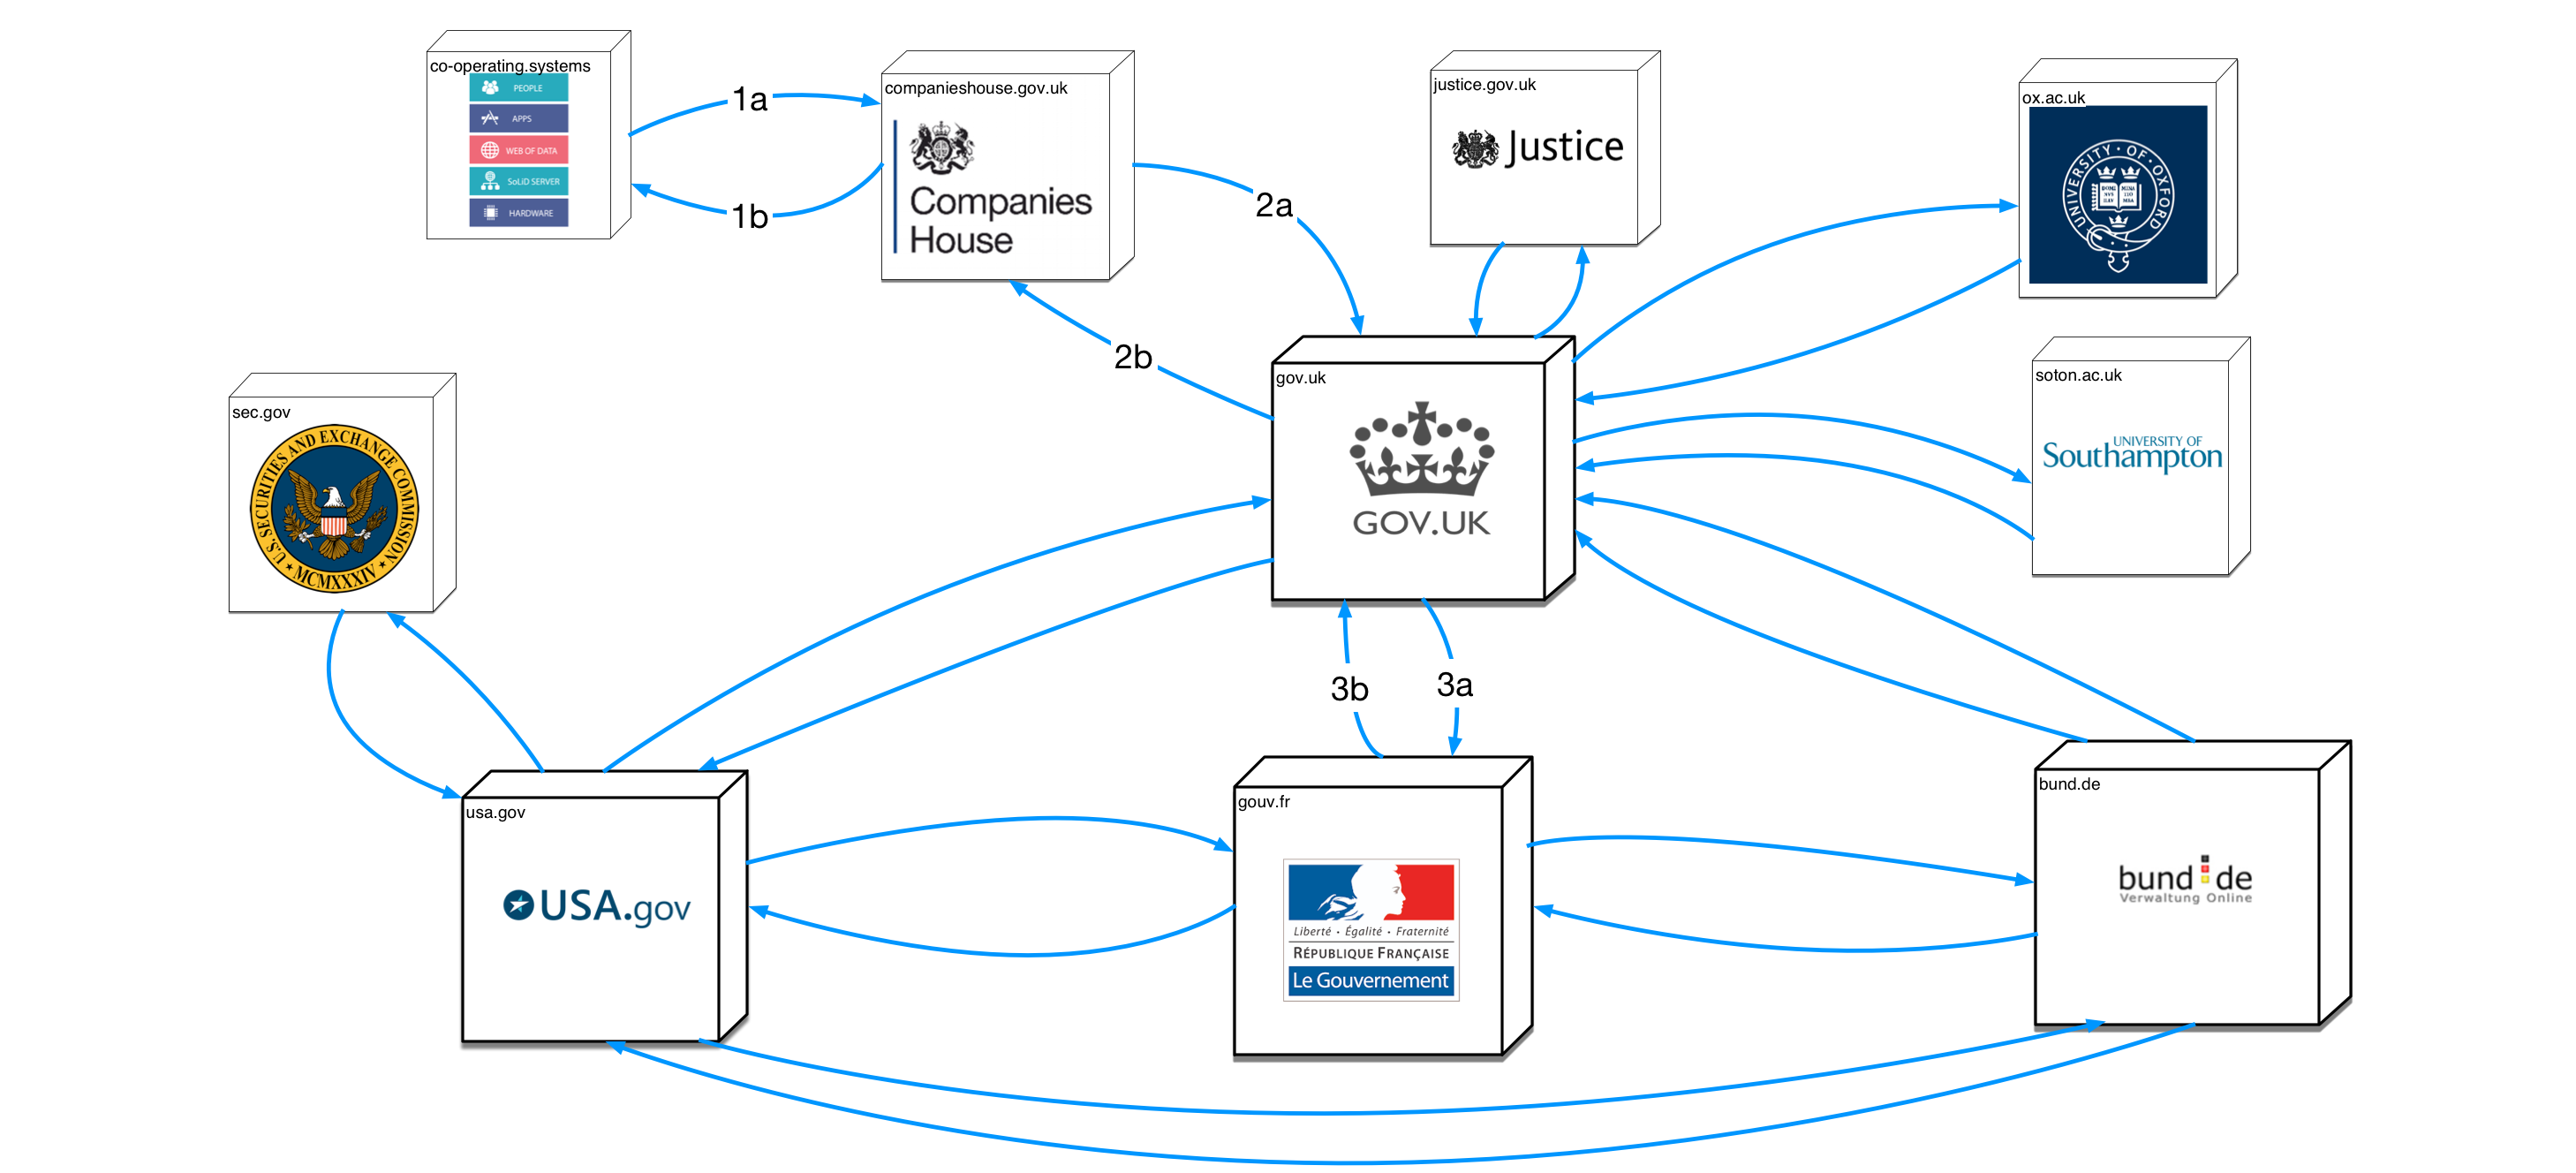 co-operating.systems
PEOPLE
APPS
WEB OF DATA
SoLiD SERVER
HARDWARE
1a
1b
companieshouse.gov.uk
Companies
House
2a
2b
justice.gov.uk
Justice
ox.ac.uk
UNIVERSITY · OF · OXFORD
soton.ac.uk
UNIVERSITY OF
Southampton
gov.uk
GOV.UK
sec.gov
U.S. SECURITIES AND EXCHANGE COMMISSION
MCMXXXIV
3b
3a
usa.gov
USA.gov
gouv.fr
Liberté • Égalité • Fraternité
RÉPUBLIQUE FRANÇAISE
Le Gouvernement
bund.de
bund de
Verwaltung Online